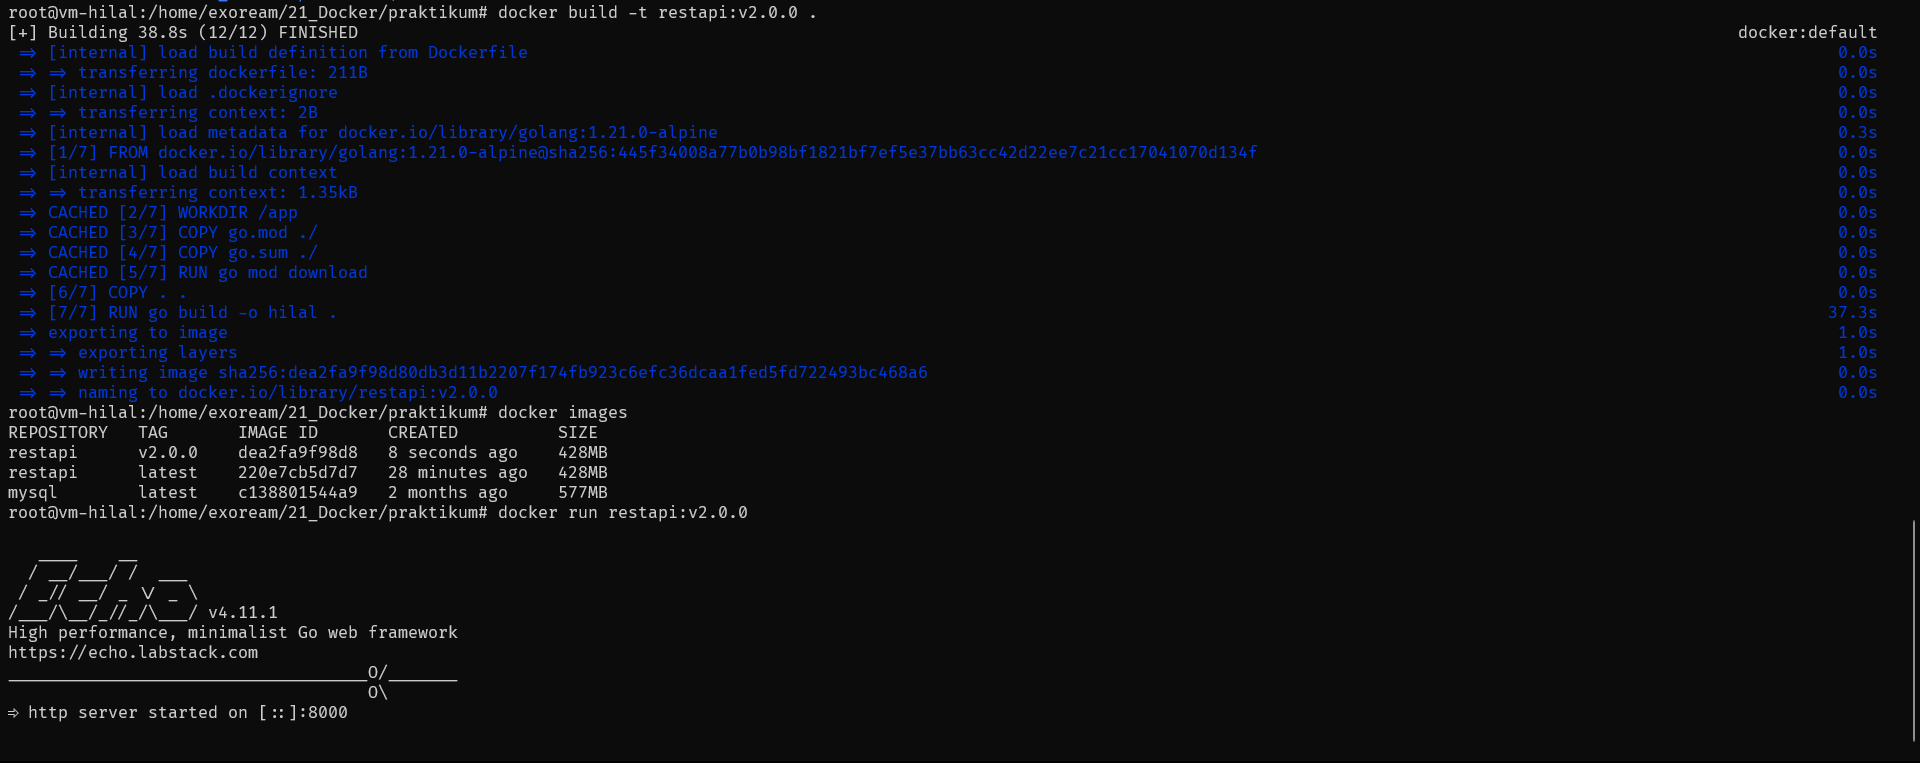 root@vm-hilal:/home/exoream/21_Docker/praktikum# docker build -t restapi:v2.0.0 .
[+] Building 38.8s (12/12) FINISHED docker:default
=> [internal] load build definition from Dockerfile 0.0s
=> => transferring dockerfile: 211B 0.0s
=> [internal] load .dockerignore 0.0s
=> => transferring context: 2B 0.0s
=> [internal] load metadata for docker.io/library/golang:1.21.0-alpine 0.3s
=> [1/7] FROM docker.io/library/golang:1.21.0-alpine@sha256:445f34008a77b0b98bf1821bf7ef5e37bb63cc42d22ee7c21cc17041070d134f 0.0s
=> [internal] load build context 0.0s
=> => transferring context: 1.35kB 0.0s
=> CACHED [2/7] WORKDIR /app 0.0s
=> CACHED [3/7] COPY go.mod ./ 0.0s
=> CACHED [4/7] COPY go.sum ./ 0.0s
=> CACHED [5/7] RUN go mod download 0.0s
=> [6/7] COPY . . 0.0s
=> [7/7] RUN go build -o hilal . 37.3s
=> exporting to image 1.0s
=> => exporting layers 1.0s
=> => writing image sha256:dea2fa9f98d80db3d11b2207f174fb923c6efc36dcaa1fed5fd722493bc468a6 0.0s
=> => naming to docker.io/library/restapi:v2.0.0 0.0s
root@vm-hilal:/home/exoream/21_Docker/praktikum# docker images
REPOSITORY TAG IMAGE ID CREATED SIZE
restapi v2.0.0 dea2fa9f98d8 8 seconds ago 428MB
restapi latest 220e7cb5d7d7 28 minutes ago 428MB
mysql latest c138801544a9 2 months ago 577MB
root@vm-hilal:/home/exoream/21_Docker/praktikum# docker run restapi:v2.0.0
   ____    __
  / __/___/ /  ___
 / _// __/ _ \/ _ \
/___/\__/_//_/\___/ v4.11.1
High performance, minimalist Go web framework
https://echo.labstack.com
____________________________________O/_______
                                    O\
⇨ http server started on [::]:8000